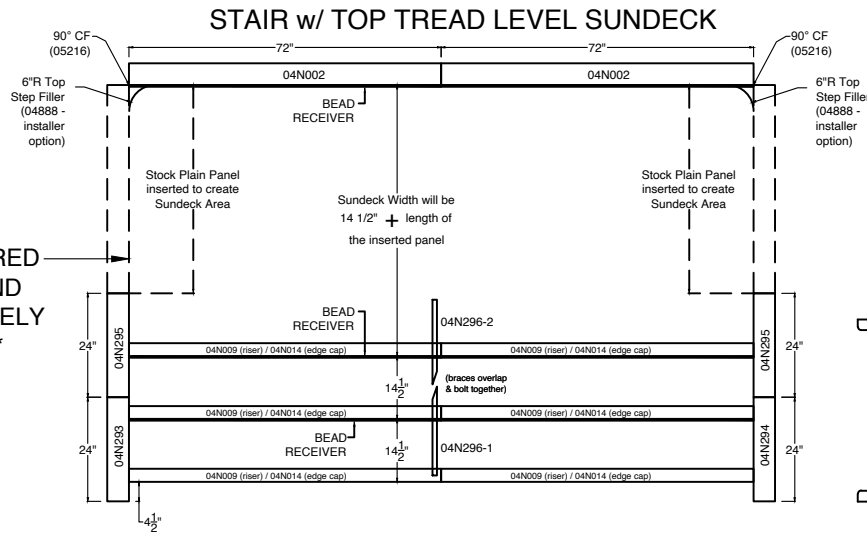 STAIR w/ TOP TREAD LEVEL SUNDECK
90° CF
(05216)
72"
72"
90° CF
(05216)
04N002
04N002
6"R Top
Step Filler
(04888 -
installer
option)
6"R Top
Step Filler
(04888 -
installer
option)
BEAD
RECEIVER
Stock Plain Panel
inserted to create
Sundeck Area
Stock Plain Panel
inserted to create
Sundeck Area
Sundeck Width will be
14 1/2" + length of
the inserted panel
RED
ND
ELY
BEAD
RECEIVER
04N296-2
24"
04N295
04N009 (riser) / 04N014 (edge cap)
04N009 (riser) / 04N014 (edge cap)
04N295
24"
14 1/2"
(braces overlap
& bolt together)
04N009 (riser) / 04N014 (edge cap)
04N009 (riser) / 04N014 (edge cap)
24"
04N293
BEAD
RECEIVER
14 1/2"
04N296-1
04N294
24"
04N009 (riser) / 04N014 (edge cap)
04N009 (riser) / 04N014 (edge cap)
4 1/2"